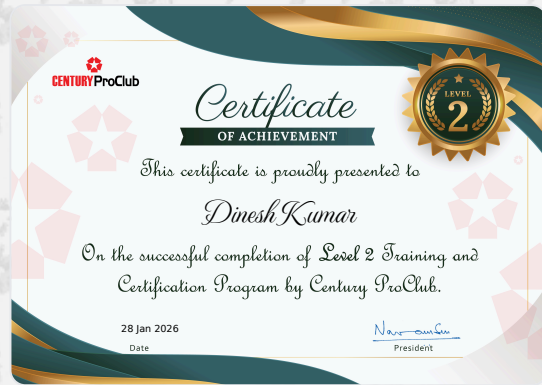 CENTURY ProClub
Certificate
OF ACHIEVEMENT
LEVEL
2
This certificate is proudly presented to
Dinesh Kumar
On the successful completion of Level 2 Training and
Certification Program by Century ProClub.
28 Jan 2026
Date
President